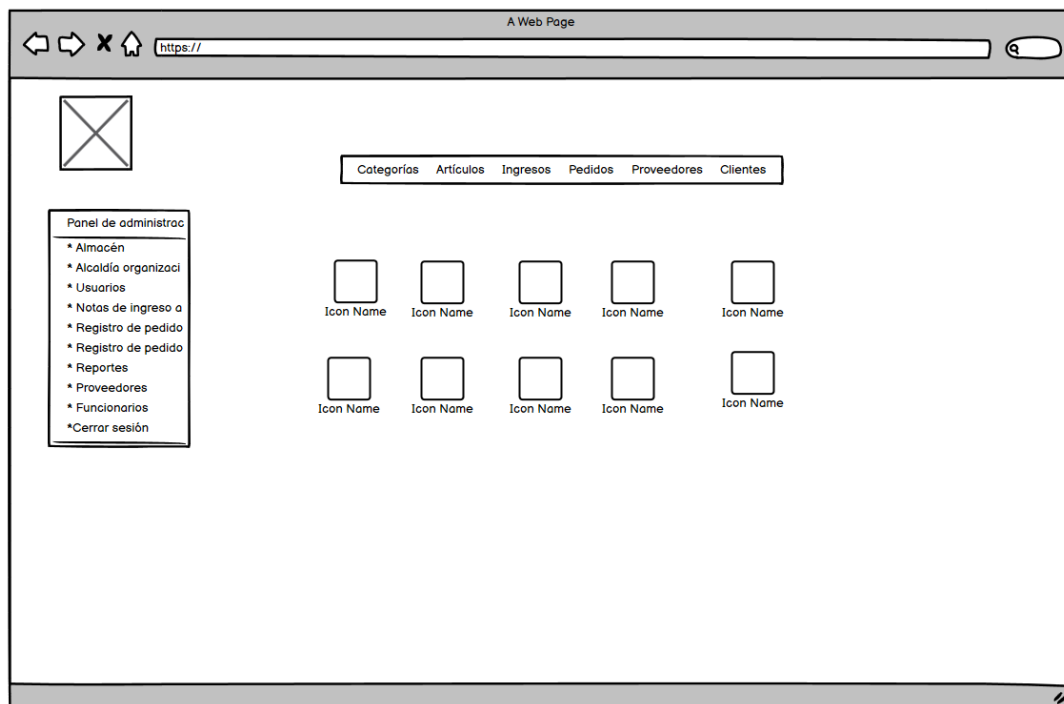 A Web Page
https://
Categorías Artículos Ingresos Pedidos Proveedores Clientes
Panel de administrac
* Almacén
* Alcaldía organizaci
* Usuarios
* Notas de ingreso a
* Registro de pedido
* Registro de pedido
* Reportes
* Proveedores
* Funcionarios
*Cerrar sesión
Icon Name Icon Name Icon Name Icon Name Icon Name
Icon Name Icon Name Icon Name Icon Name Icon Name